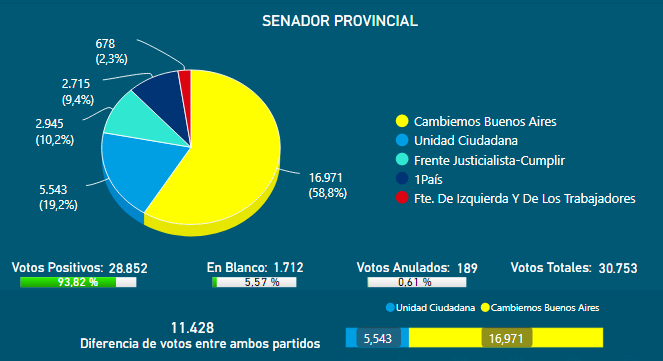 SENADOR PROVINCIAL
678
(2,3%)
2.715
(9,4%)
2.945
(10,2%)
5.543
(19,2%)
16.971
(58,8%)
Cambiemos Buenos Aires
Unidad Ciudadana
Frente Justicialista-Cumplir
1País
Fte. De Izquierda Y De Los Trabajadores
Votos Positivos: 28.852
93,82 %
En Blanco: 1.712
5,57 %
Votos Anulados: 189
0,61 %
Votos Totales: 30.753
Unidad Ciudadana
Cambiemos Buenos Aires
11.428
Diferencia de votos entre ambos partidos
5,543
16,971